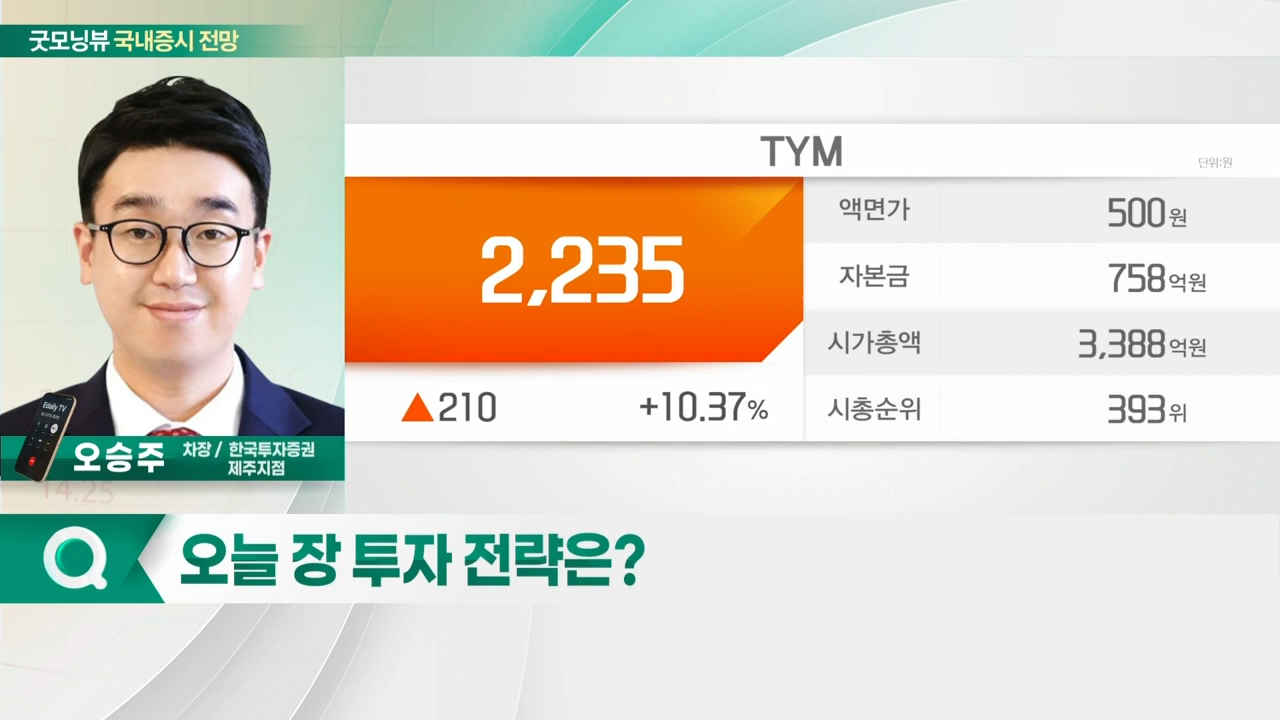 굿모닝뷰 국내증시 전망
TYM
단위:원
2,235
▲210 +10.37%
액면가 500원
자본금 758억원
시가총액 3,388억원
시총순위 393위
Edaily TV
오승주 차장 / 한국투자증권
제주지점
14.25
Q 오늘 장 투자 전략은?